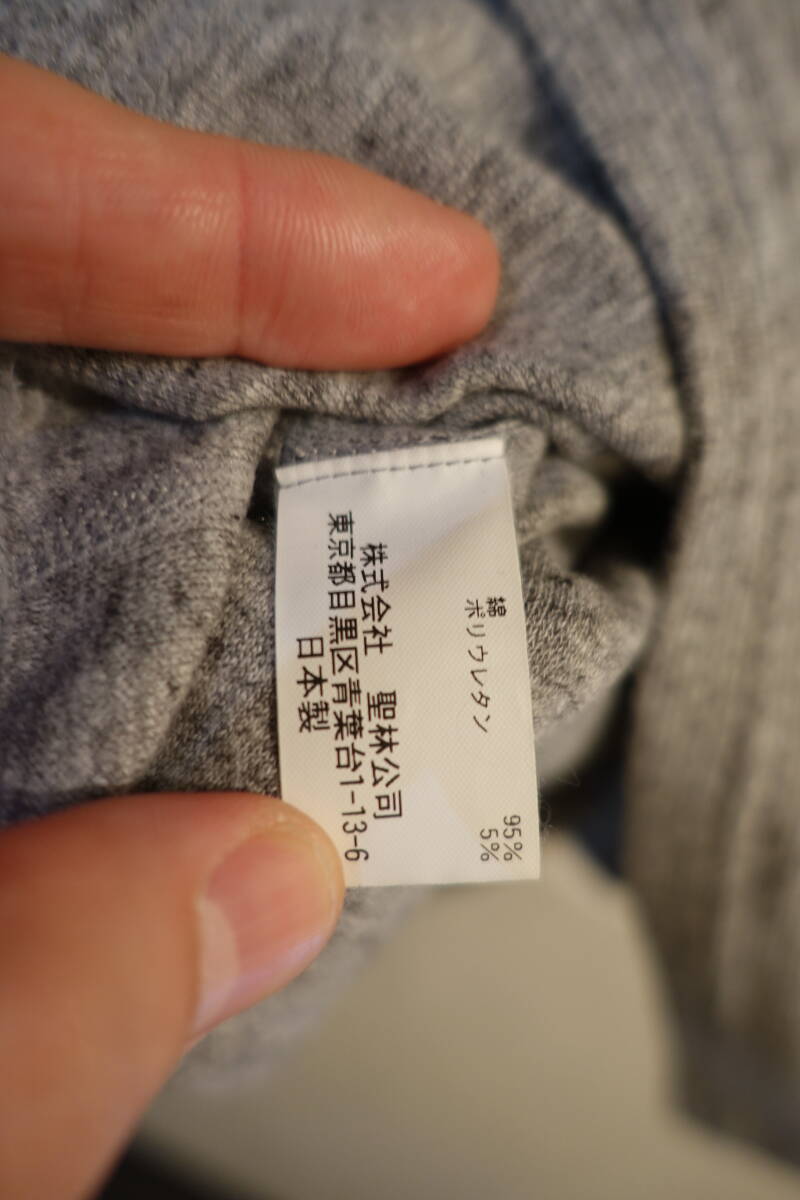 綿 95%
ポリウレタン 5%
株式会社 聖林公司
東京都目黒区青葉台1-13-6
日本製